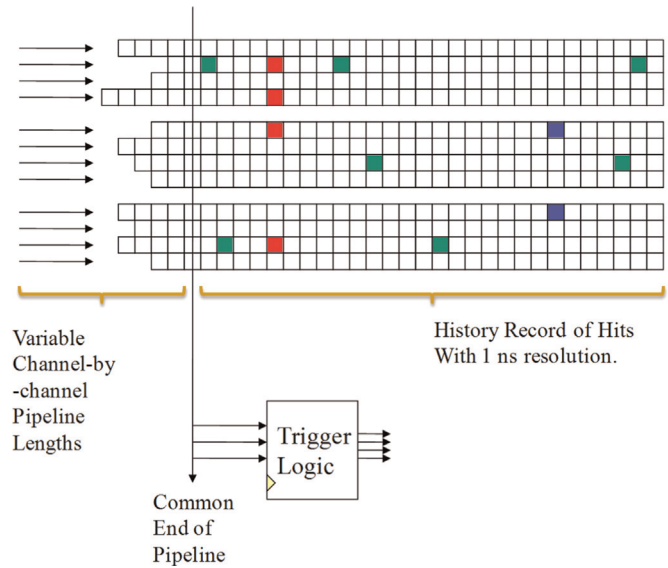 Variable
Channel-by
-channel
Pipeline
Lengths
History Record of Hits
With 1 ns resolution.
Trigger
Logic
Common
End of
Pipeline